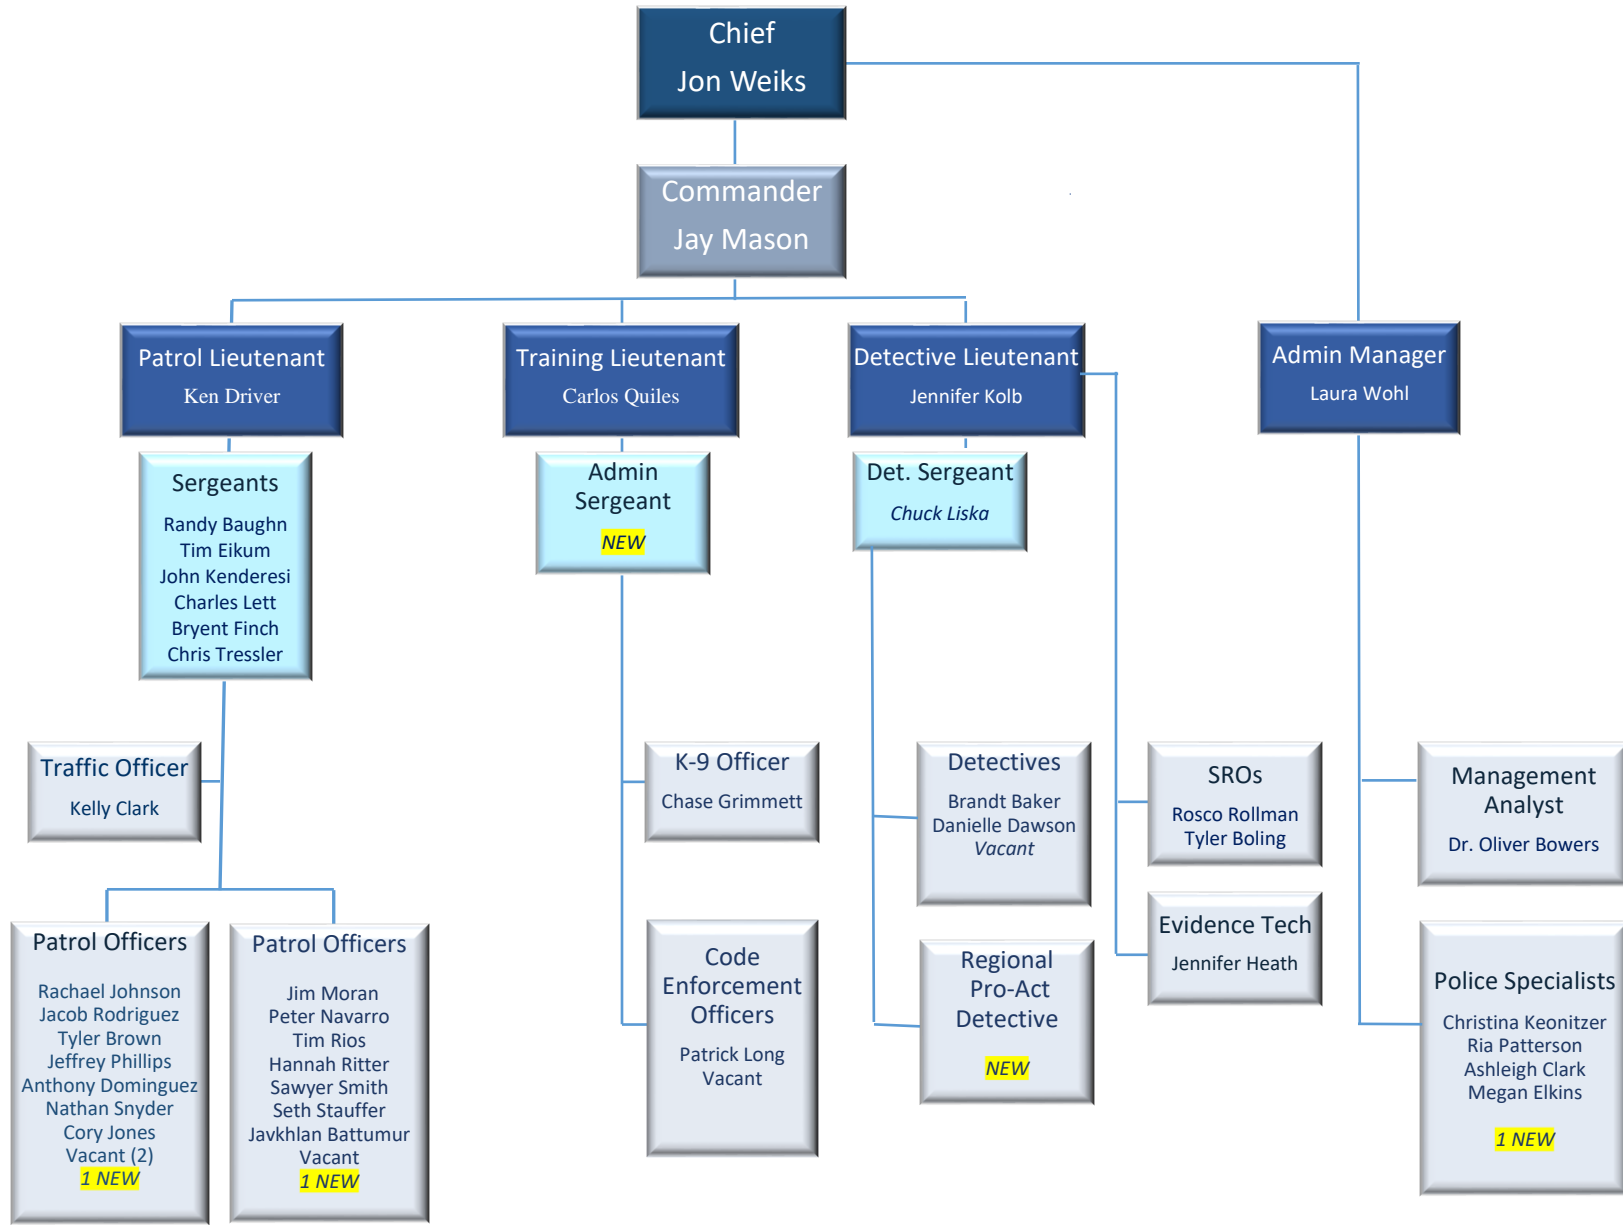 Chief
Jon Weiks
Commander
Jay Mason
Patrol Lieutenant
Ken Driver
Training Lieutenant
Carlos Quiles
Detective Lieutenant
Jennifer Kolb
Admin Manager
Laura Wohl
Sergeants
Randy Baughn
Tim Eikum
John Kenderesi
Charles Lett
Bryent Finch
Chris Tressler
Admin
Sergeant
NEW
Det. Sergeant
Chuck Liska
Traffic Officer
Kelly Clark
K-9 Officer
Chase Grimmett
Detectives
Brandt Baker
Danielle Dawson
Vacant
SROs
Rosco Rollman
Tyler Boling
Management
Analyst
Dr. Oliver Bowers
Patrol Officers
Rachael Johnson
Jacob Rodriguez
Tyler Brown
Jeffrey Phillips
Anthony Dominguez
Nathan Snyder
Cory Jones
Vacant (2)
1 NEW
Patrol Officers
Jim Moran
Peter Navarro
Tim Rios
Hannah Ritter
Sawyer Smith
Seth Stauffer
Javkhlan Battumur
Vacant
1 NEW
Code
Enforcement
Officers
Patrick Long
Vacant
Regional
Pro-Act
Detective
NEW
Evidence Tech
Jennifer Heath
Police Specialists
Christina Keonitzer
Ria Patterson
Ashleigh Clark
Megan Elkins
1 NEW